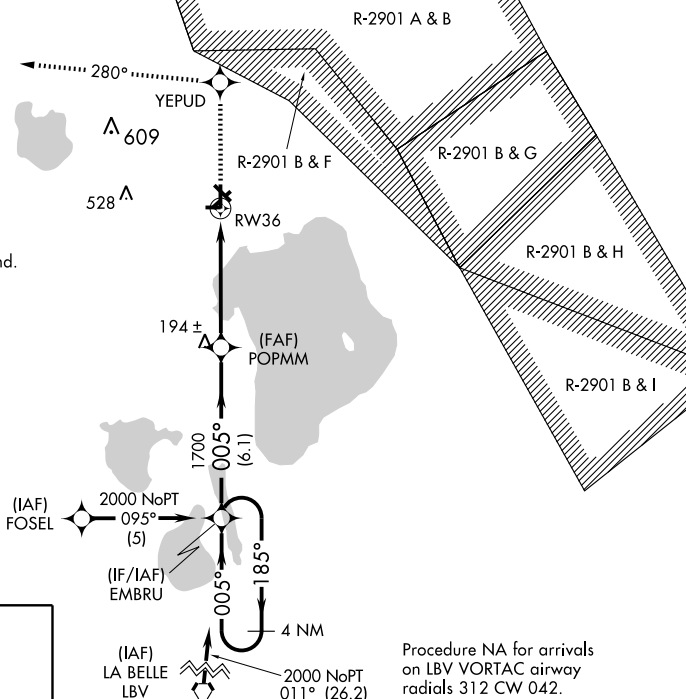 R-2901 A & B
280°
YEPUD
609
R-2901 B & F
R-2901 B & G
528
RW36
R-2901 B & H
nd.
194 ±
(FAF)
POPMM
R-2901 B & I
1700
005°
(6.1)
(IAF)
FOSEL
2000 NoPT
095°
(5)
(IF/IAF)
EMBRU
005°
185°
4 NM
(IAF)
LA BELLE
LBV
2000 NoPT
011° (26.2)
Procedure NA for arrivals
on LBV VORTAC airway
radials 312 CW 042.